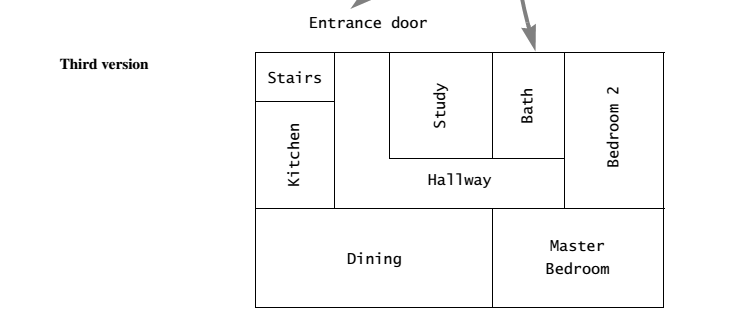 Entrance door
Third version
Stairs
Kitchen
Study
Bath
Bedroom 2
Hallway
Dining
Master
Bedroom